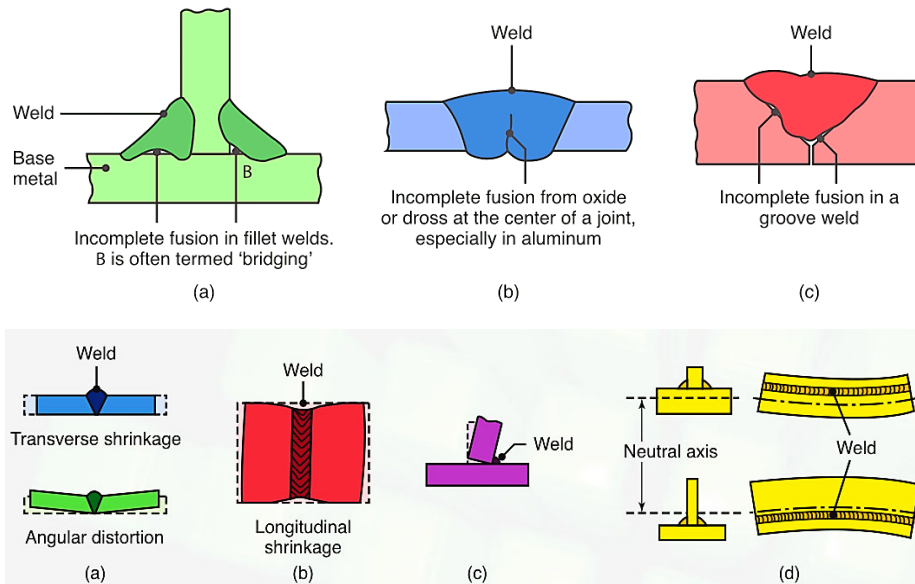 Weld
Base
metal
B
Incomplete fusion in fillet welds.
B is often termed ‘bridging’
(a)
Weld
Incomplete fusion from oxide
or dross at the center of a joint,
especially in aluminum
(b)
Weld
Incomplete fusion in a
groove weld
(c)
Weld
Transverse shrinkage
Angular distortion
(a)
Weld
Longitudinal
shrinkage
(b)
Weld
(c)
Neutral axis
Weld
(d)